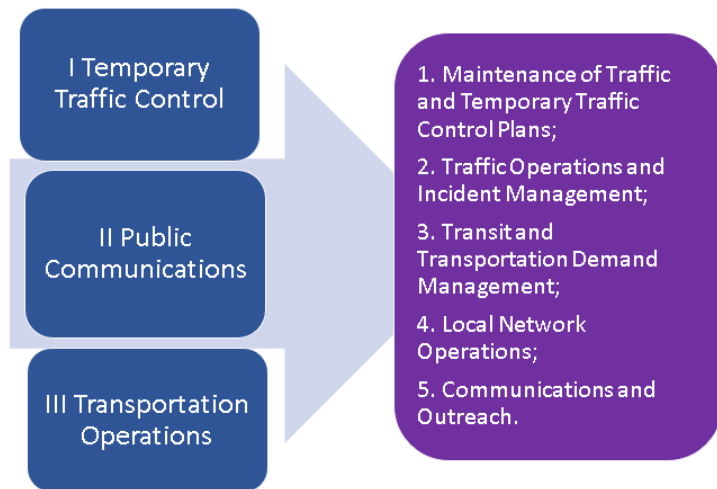 I Temporary
Traffic Control
II Public
Communications
III Transportation
Operations
1. Maintenance of Traffic
and Temporary Traffic
Control Plans;
2. Traffic Operations and
Incident Management;
3. Transit and
Transportation Demand
Management;
4. Local Network
Operations;
5. Communications and
Outreach.